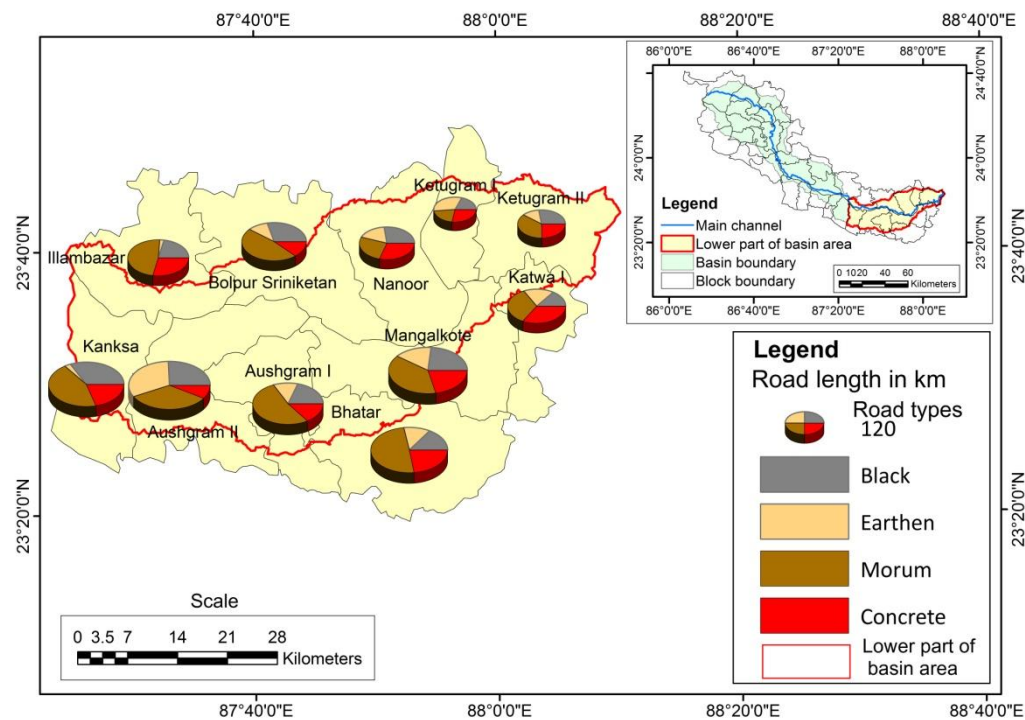 87°40'0"E 88°0'0"E 88°20'0"E 88°40'0"E
86°0'0"E 86°40'0"E 87°20'0"E 88°0'0"E
24°40'0"N
24°0'0"N
23°20'0"N
Legend
Main channel
Lower part of basin area
Basin boundary
Block boundary
0 1020 40 60
Kilometers
86°0'0"E 86°40'0"E 87°20'0"E 88°0'0"E
23°40'0"N
23°20'0"N
Ketugram I
Ketugram II
Illambazar
Bolpur Sriniketan
Nanoor
Katwa I
Kanksa
Mangalkote
Aushgram I
Bhatar
Aushgram II
23°40'0"N
23°20'0"N
Legend
Road length in km
Road types
120
Black
Earthen
Morum
Concrete
Lower part of
basin area
Scale
0 3.5 7 14 21 28
Kilometers
87°40'0"E 88°0'0"E 88°20'0"E 88°40'0"E